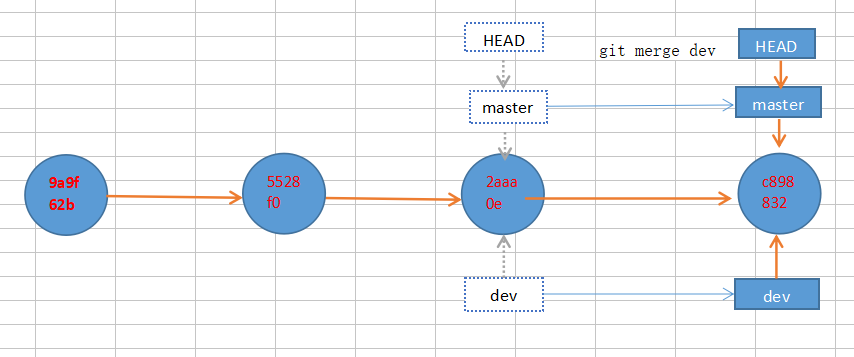 HEAD
git merge dev
HEAD
master
master
9a9f
62b
5528
f0
2aaa
0e
c898
832
dev
dev